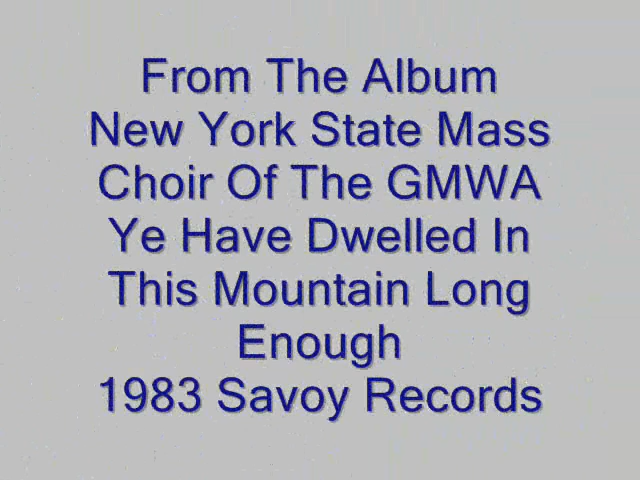 From The Album
New York State Mass
Choir Of The GMWA
Ye Have Dwelled In
This Mountain Long
Enough
1983 Savoy Records